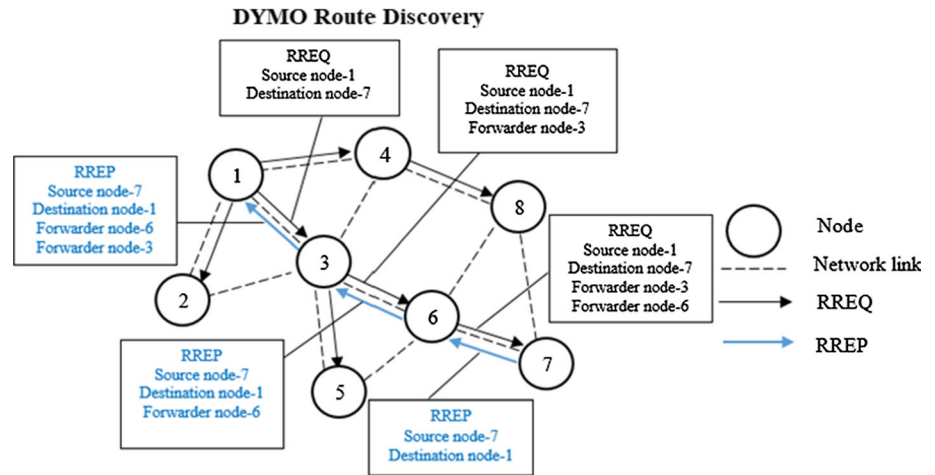 DYMO Route Discovery
RREQ
Source node-1
Destination node-7
RREQ
Source node-1
Destination node-7
Forwarder node-3
RREP
Source node-7
Destination node-1
Forwarder node-6
Forwarder node-3
1
4
8
3
2
6
7
5
RREQ
Source node-1
Destination node-7
Forwarder node-3
Forwarder node-6
RREP
Source node-7
Destination node-1
Forwarder node-6
RREP
Source node-7
Destination node-1
Node
Network link
RREQ
RREP